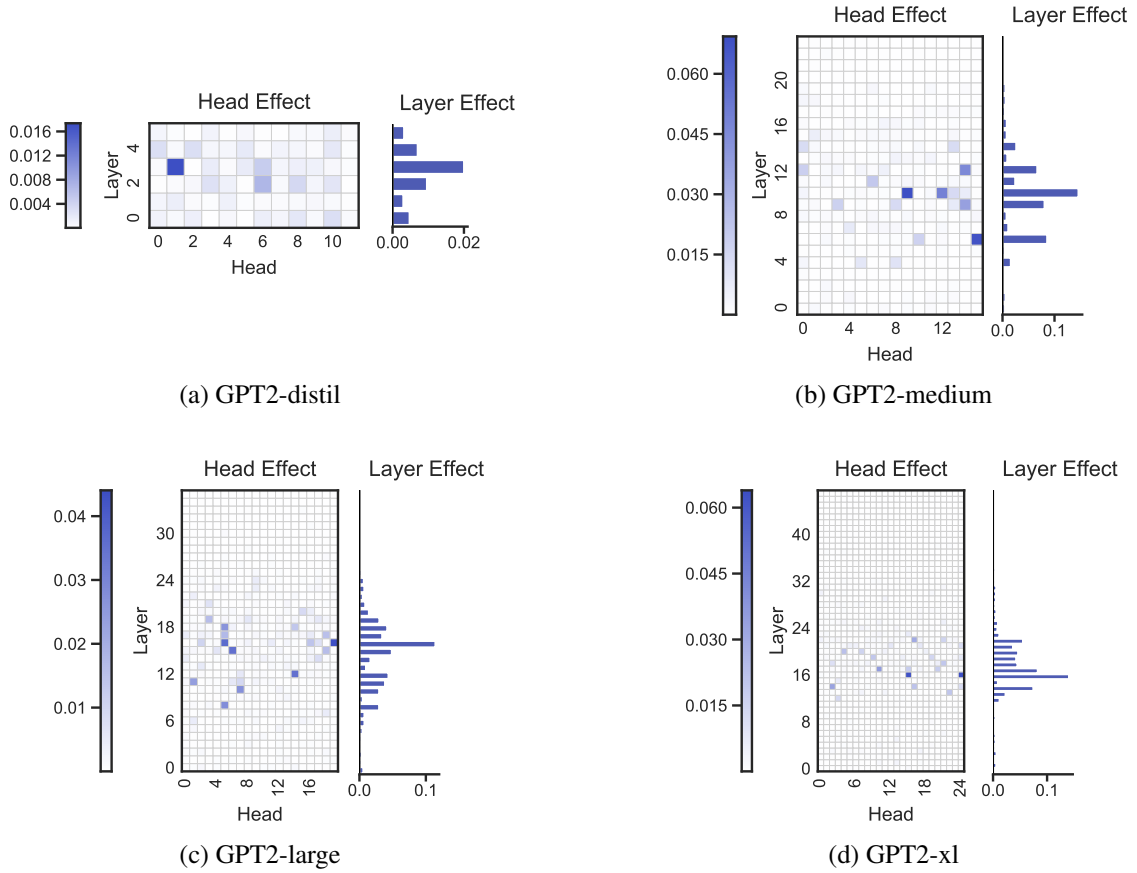 Head Effect
Layer Effect
0.016
0.012
0.008
0.004
Layer
4
2
0
0 2 4 6 8 10
Head
0.00 0.02
(a) GPT2-distil
Head Effect
Layer Effect
0.060
0.045
0.030
0.015
Layer
20
16
12
8
4
0
0 4 8 12
Head
0.0 0.1
(b) GPT2-medium
Head Effect
Layer Effect
0.04
0.03
0.02
0.01
Layer
30
24
18
12
6
0
0 4 8 12 16
Head
0.0 0.1
(c) GPT2-large
Head Effect
Layer Effect
0.060
0.045
0.030
0.015
Layer
40
32
24
16
8
0
0 6 12 18 24
Head
0.0 0.1
(d) GPT2-xl